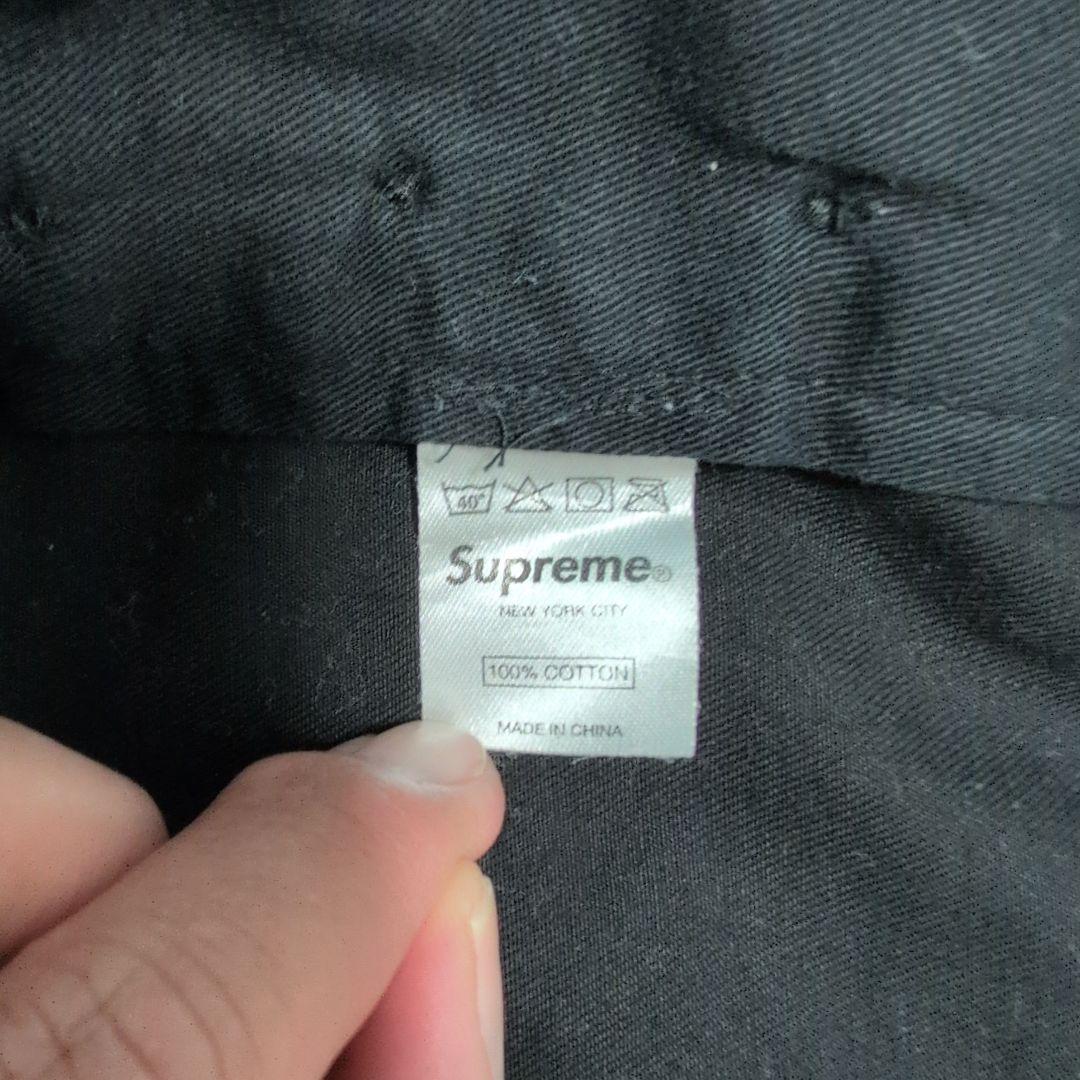 40°
Supreme®
NEW YORK CITY
100% COTTON
MADE IN CHINA